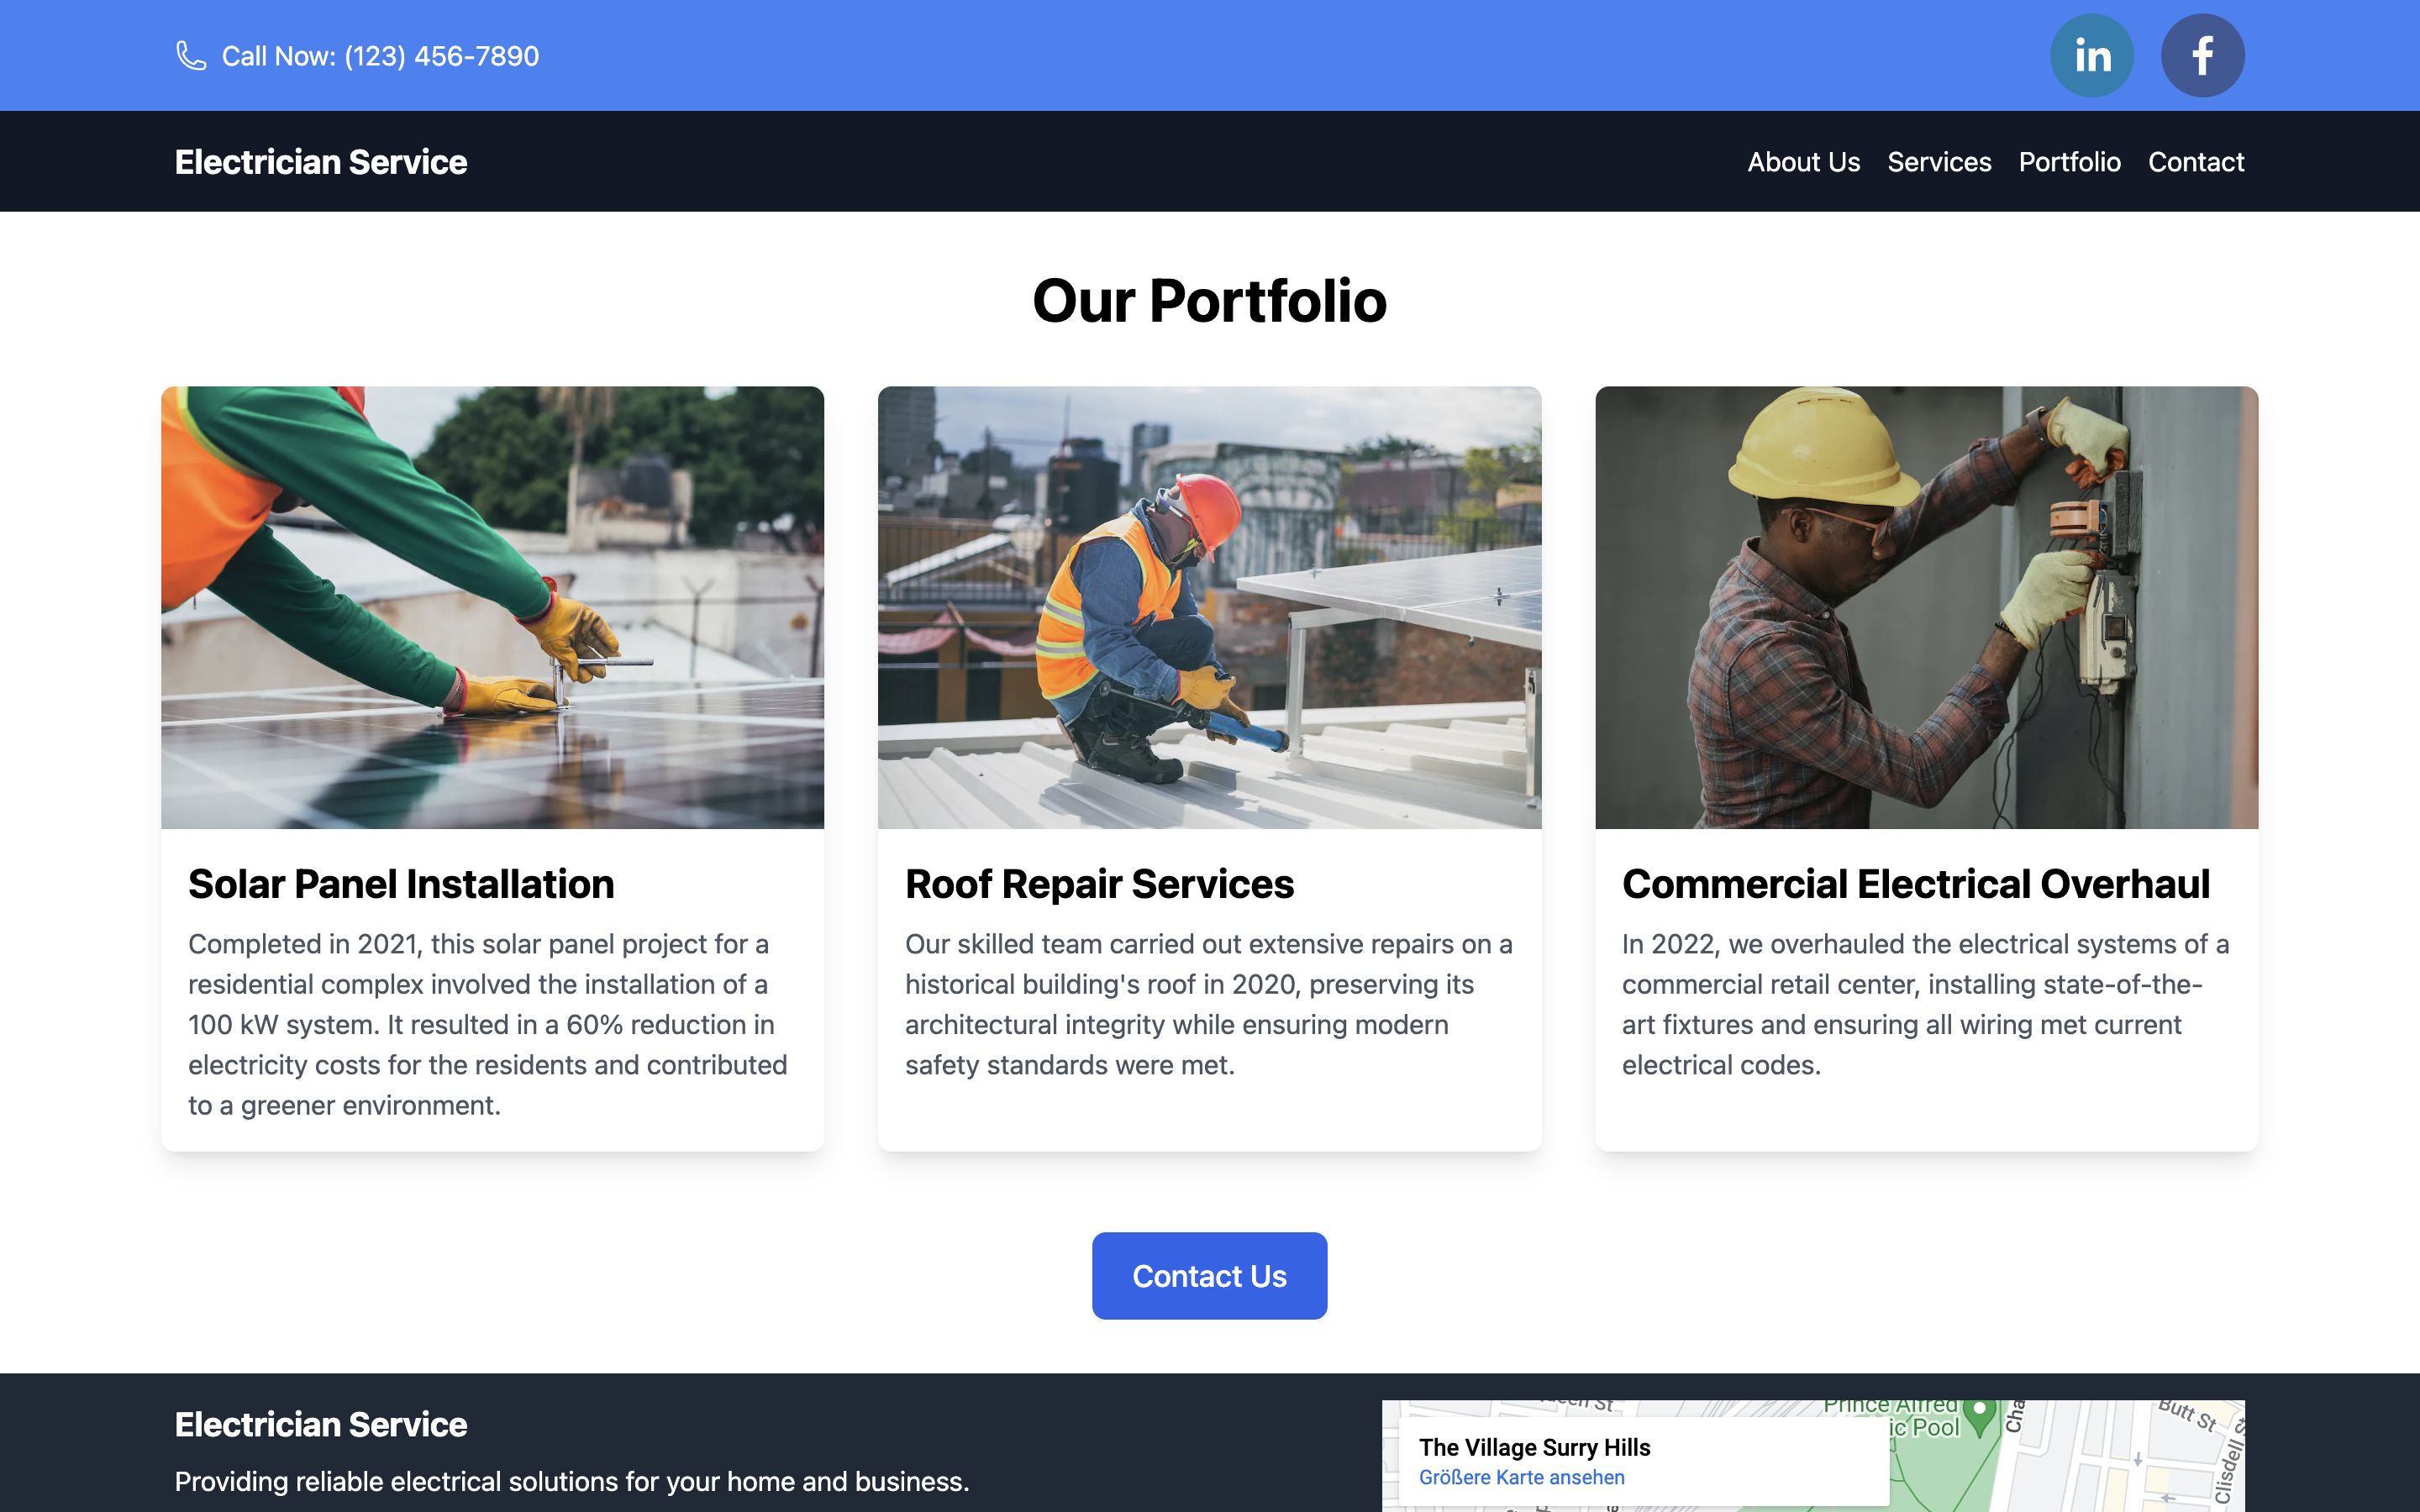 Call Now: (123) 456-7890
in f
Electrician Service
About Us Services Portfolio Contact
Our Portfolio
Solar Panel Installation
Completed in 2021, this solar panel project for a
residential complex involved the installation of a
100 kW system. It resulted in a 60% reduction in
electricity costs for the residents and contributed
to a greener environment.
Roof Repair Services
Our skilled team carried out extensive repairs on a
historical building's roof in 2020, preserving its
architectural integrity while ensuring modern
safety standards were met.
Commercial Electrical Overhaul
In 2022, we overhauled the electrical systems of a
commercial retail center, installing state-of-the-
art fixtures and ensuring all wiring met current
electrical codes.
Contact Us
Electrician Service
Providing reliable electrical solutions for your home and business.
The Village Surry Hills
Größere Karte ansehen
Prince Alfred
Pool
Butt St
Clisdell